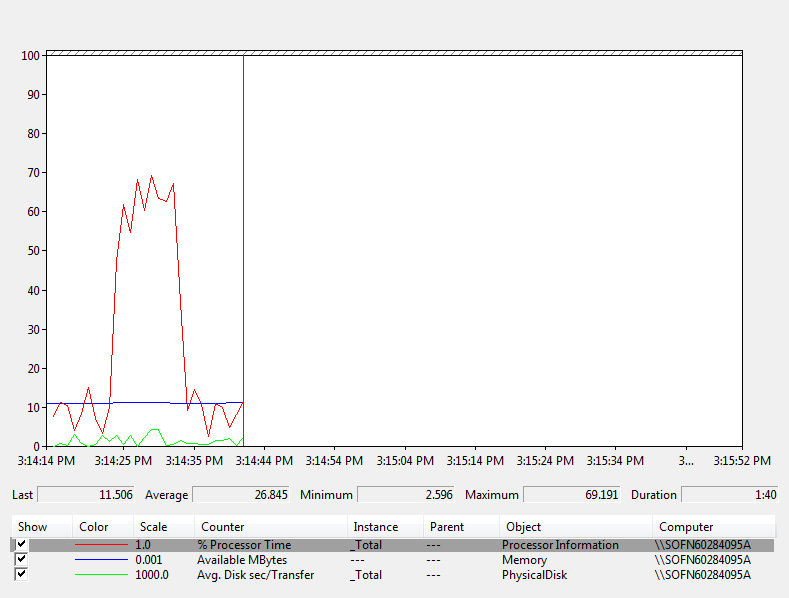 100
90
80
70
60
50
40
30
20
10
0
3:14:14 PM 3:14:25 PM 3:14:35 PM 3:14:44 PM 3:14:54 PM 3:15:04 PM 3:15:14 PM 3:15:24 PM 3:15:34 PM 3... 3:15:52 PM
Last 11.506 Average 26.845 Minimum 2.596 Maximum 69.191 Duration 1:40
Show Color Scale Counter Instance Parent Object Computer
1.0 % Processor Time _Total --- Processor Information \\SOFN60284095A
0.001 Available MBytes --- --- Memory \\SOFN60284095A
1000.0 Avg. Disk sec/Transfer _Total --- PhysicalDisk \\SOFN60284095A